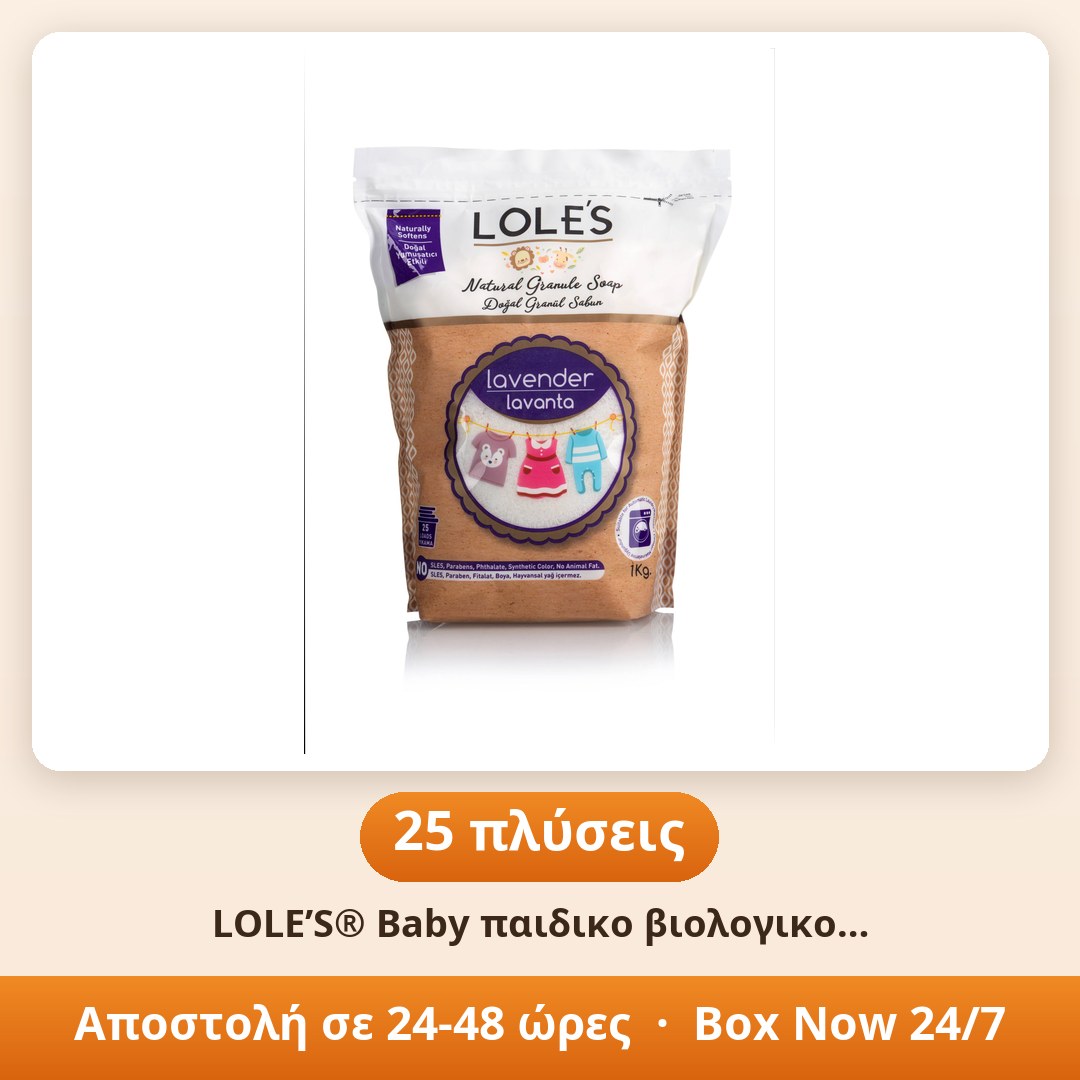 LOLE'S
Naturally
Softens
Doğal
Yumuşatıcı
Etkili
Natural Granule Soap
Doğal Granül Sabun
lavender
lavanta
25
NO
SLES, Parabens, Phthalate, Synthetic Color, No Animal Fat.
SLES, Paraben, Fitalat, Boya, Hayvansal yağ içermez.
1Kg.
25 πλύσεις
LOLE’S® Baby παιδικο βιολογικο...
Αποστολή σε 24-48 ώρες · Box Now 24/7